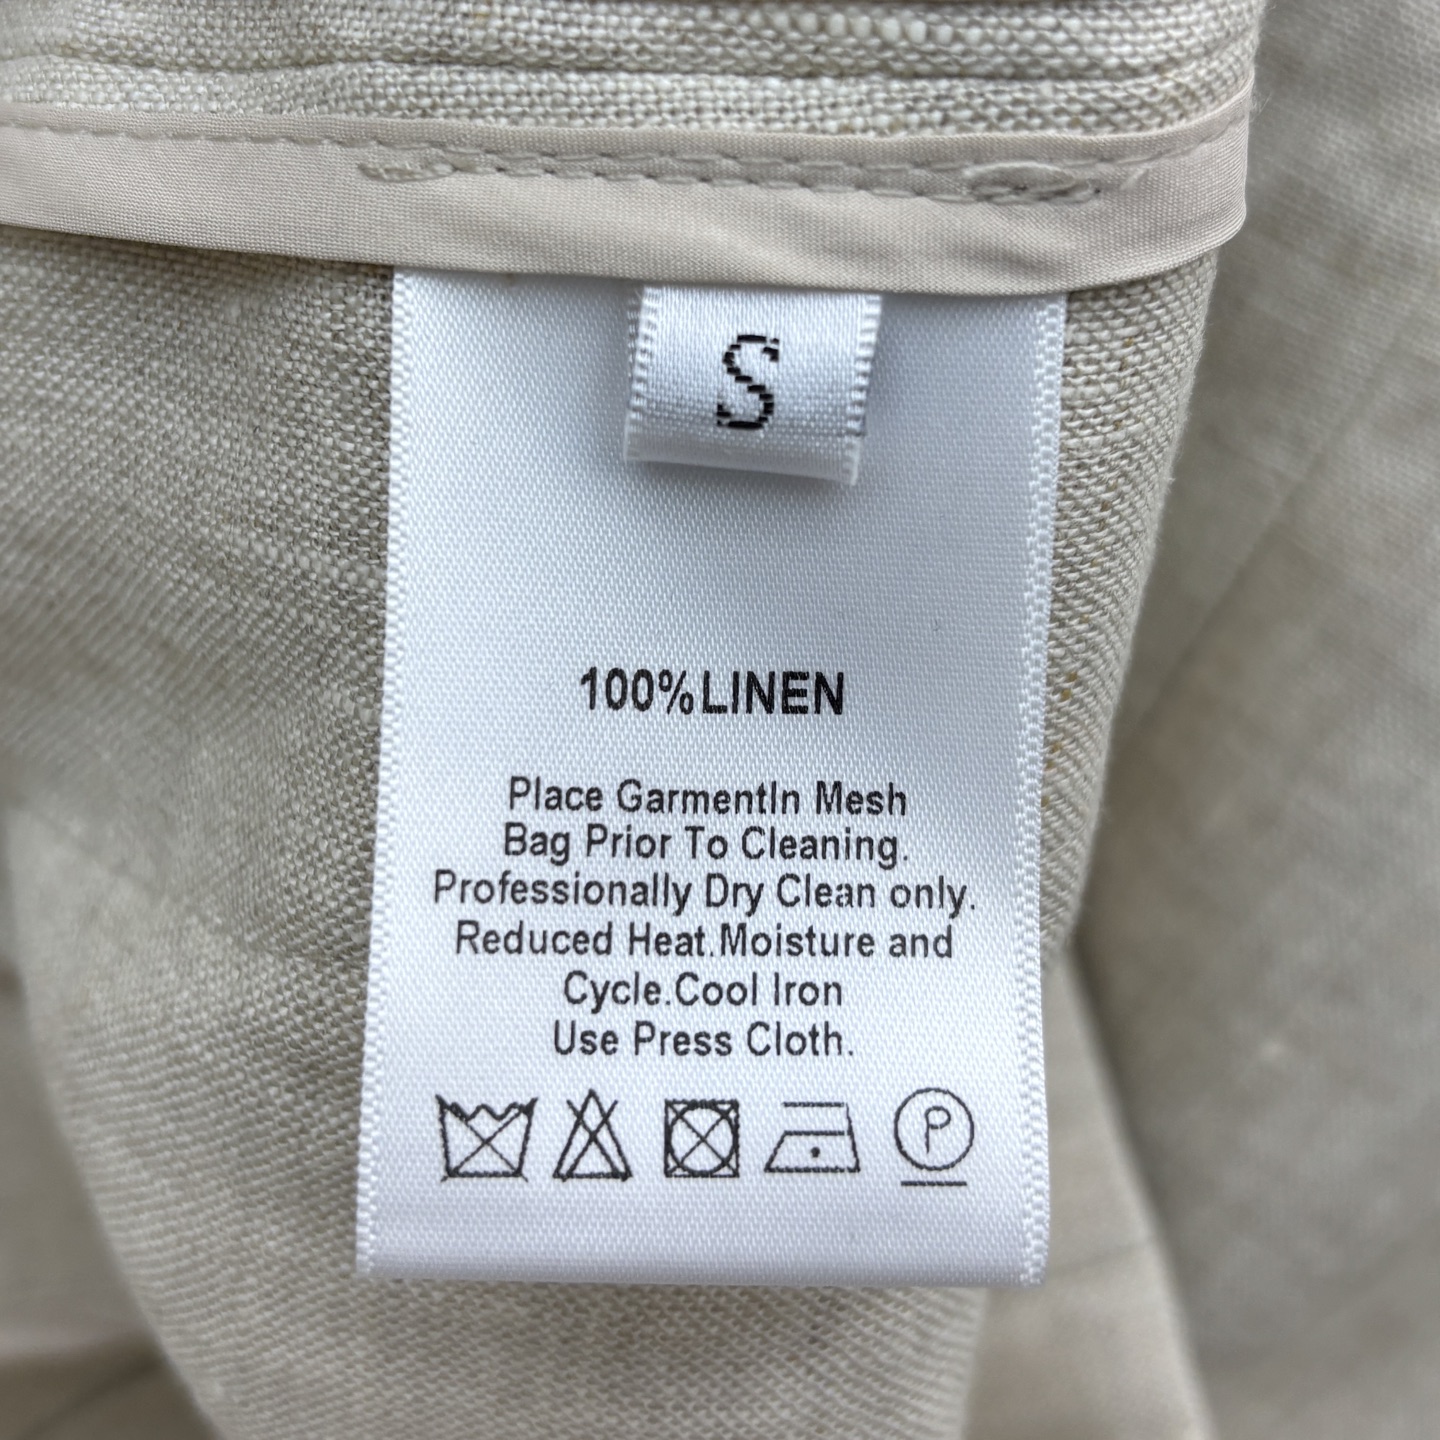 S
100%LINEN
Place GarmentIn Mesh
Bag Prior To Cleaning.
Professionally Dry Clean only.
Reduced Heat.Moisture and
Cycle.Cool Iron
Use Press Cloth.
P